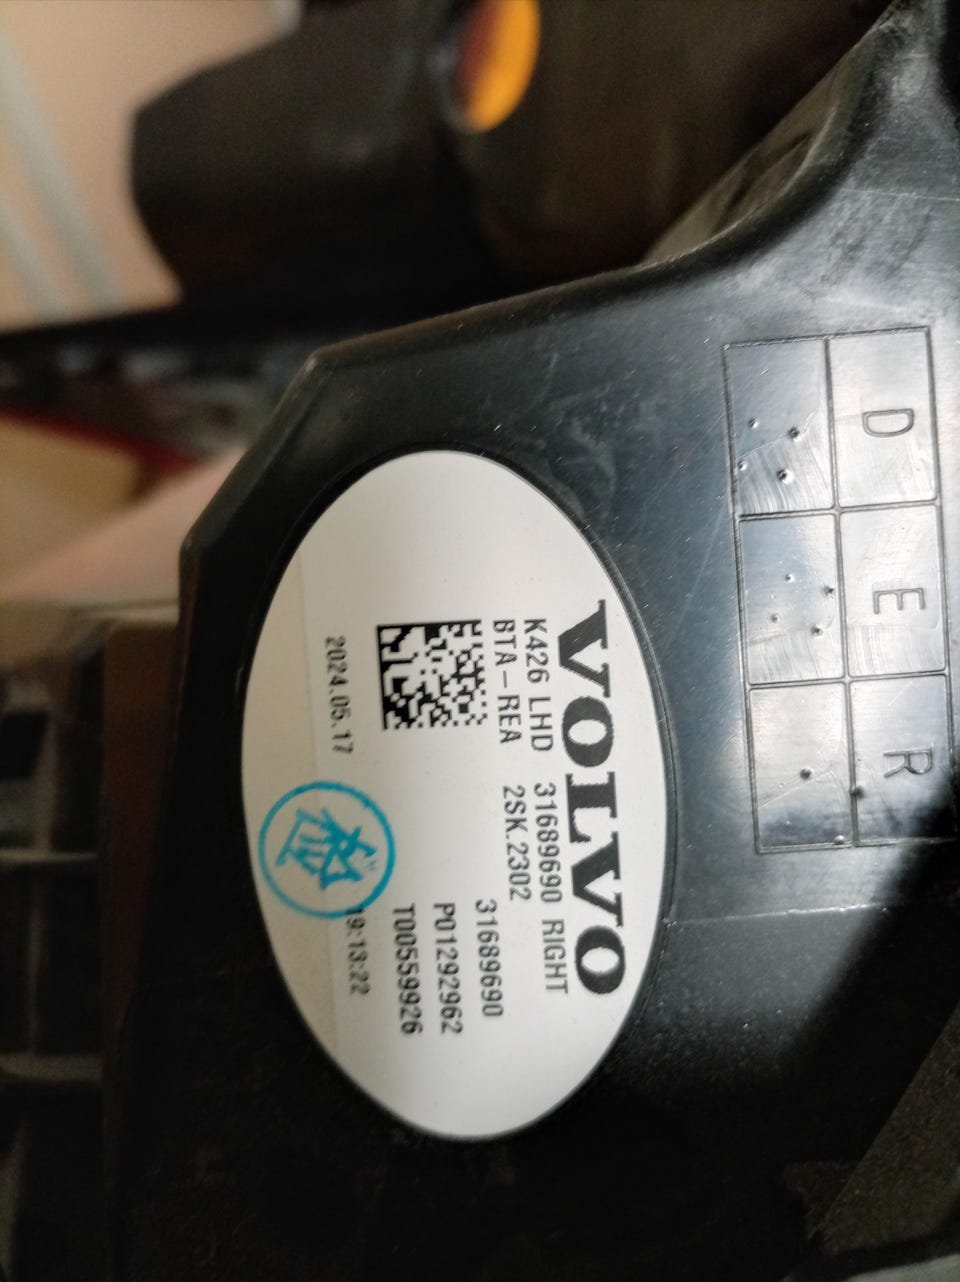 VOLVO
K426 LHD 31689690 RIGHT
BTA-REA 2SK.2302
31689690
P01292962
T00559926
2024.05.17 19:13:22
D E R